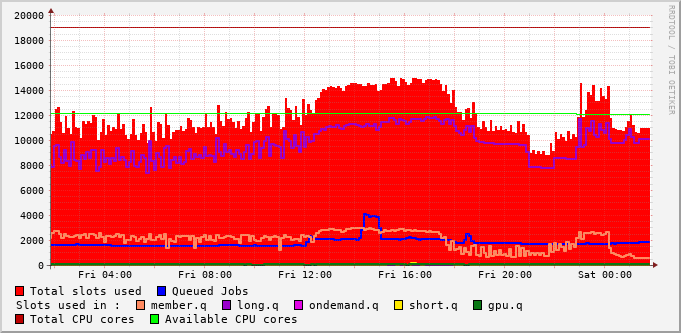 20000
18000
16000
14000
12000
10000
8000
6000
4000
2000
0
Fri 04:00 Fri 08:00 Fri 12:00 Fri 16:00 Fri 20:00 Sat 00:00
RRDTOOL / TOBI OETIKER
Total slots used Queued Jobs
Slots used in : member.q long.q ondemand.q short.q gpu.q
Total CPU cores Available CPU cores